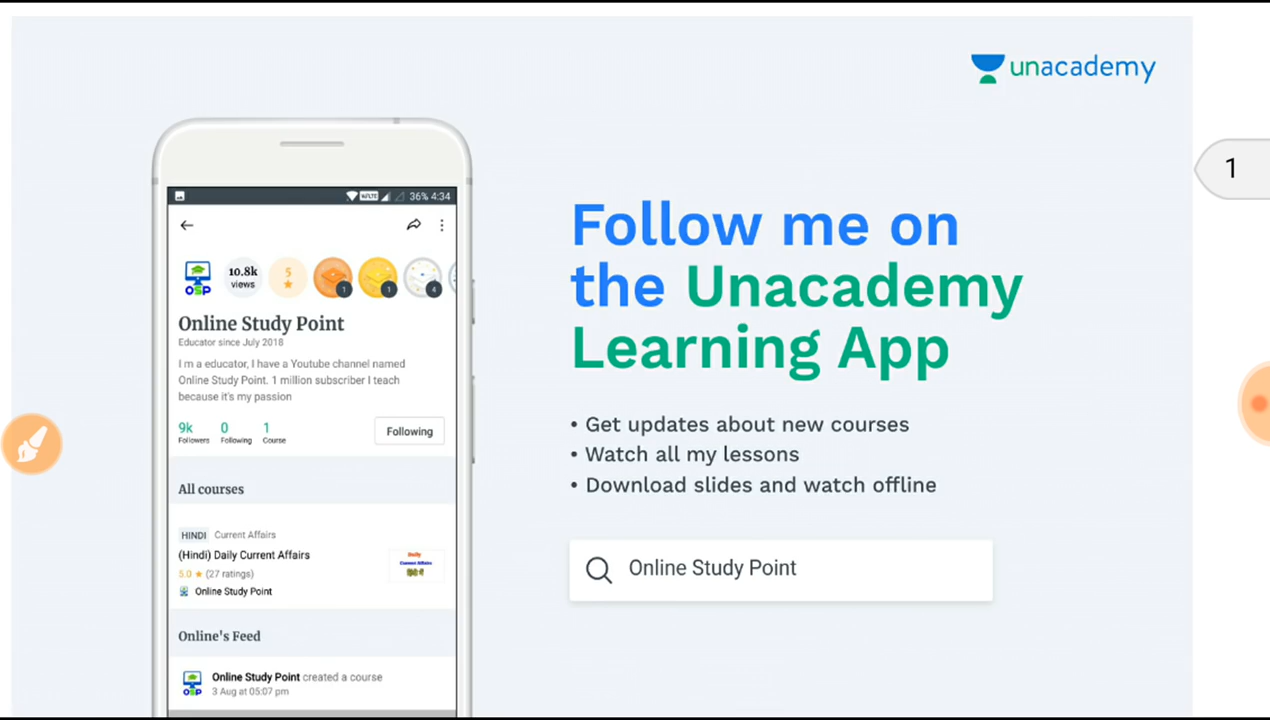 unacademy
1
36% 4:34
10.8k
views
5
1
1
4
OSP
Online Study Point
Educator since July 2018
I m a educator, I have a Youtube channel named
Online Study Point. 1 million subscriber I teach
because it's my passion
9k 0 1
Followers Following Course
Following
All courses
HINDI Current Affairs
(Hindi) Daily Current Affairs
5.0 ★ (27 ratings)
Online Study Point
Daily
Current Affairs
हिंदी में
Online's Feed
Online Study Point created a course
3 Aug at 05:07 pm
OSP
Follow me on
the Unacademy
Learning App
• Get updates about new courses
• Watch all my lessons
• Download slides and watch offline
Online Study Point